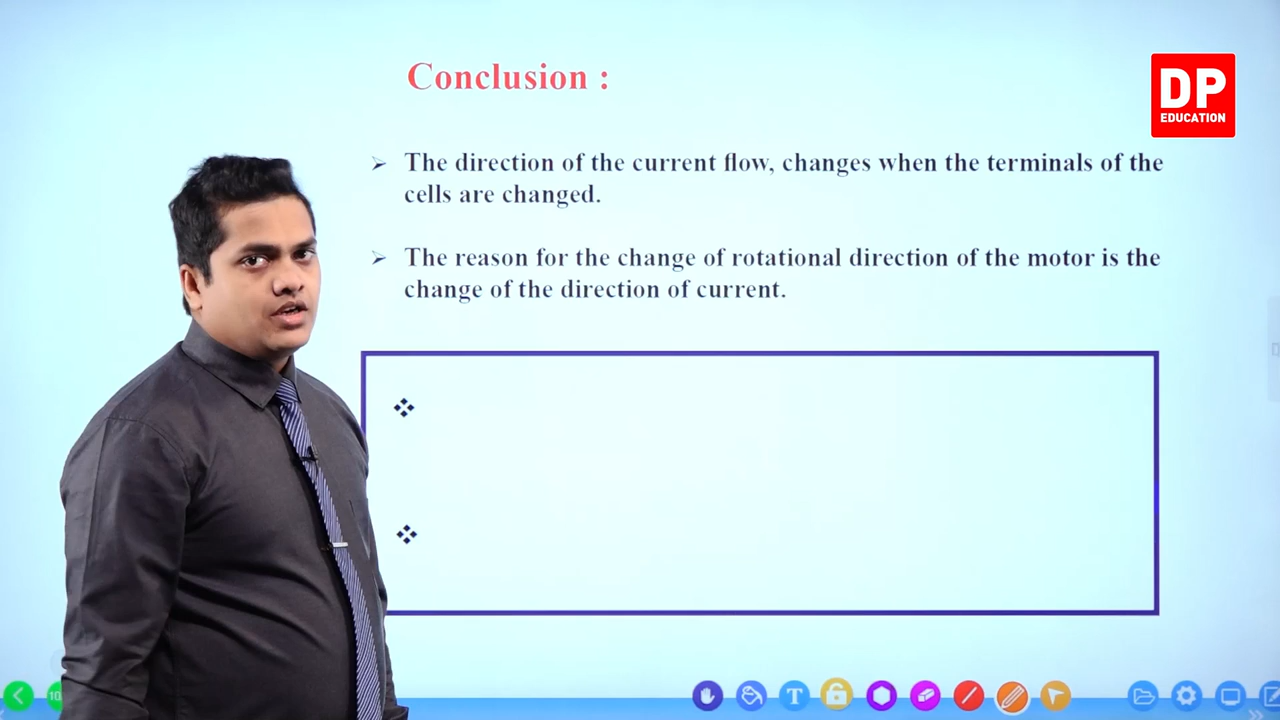 Conclusion :
DP
EDUCATION
➢ The direction of the current flow, changes when the terminals of the
cells are changed.
➢ The reason for the change of rotational direction of the motor is the
change of the direction of current.
10
T